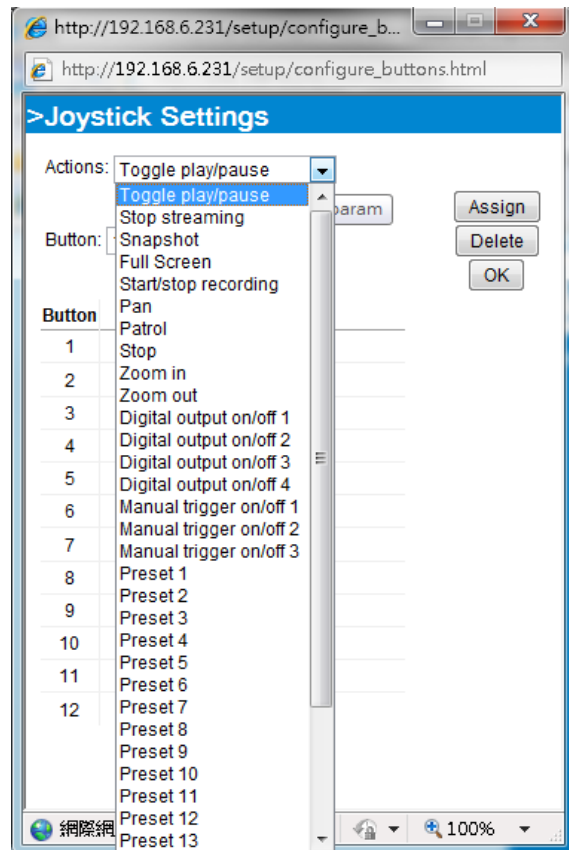 http://192.168.6.231/setup/configure_b...
http://192.168.6.231/setup/configure_buttons.html
>Joystick Settings
Actions: Toggle play/pause
Toggle play/pause
Stop streaming
Snapshot
Full Screen
Start/stop recording
Pan
Patrol
Stop
Zoom in
Zoom out
Digital output on/off 1
Digital output on/off 2
Digital output on/off 3
Digital output on/off 4
Manual trigger on/off 1
Manual trigger on/off 2
Manual trigger on/off 3
Preset 1
Preset 2
Preset 3
Preset 4
Preset 5
Preset 6
Preset 7
Preset 8
Preset 9
Preset 10
Preset 11
Preset 12
Preset 13
param
Assign
Button:
Delete
OK
Button
1
2
3
4
5
6
7
8
9
10
11
12
網際網
100%